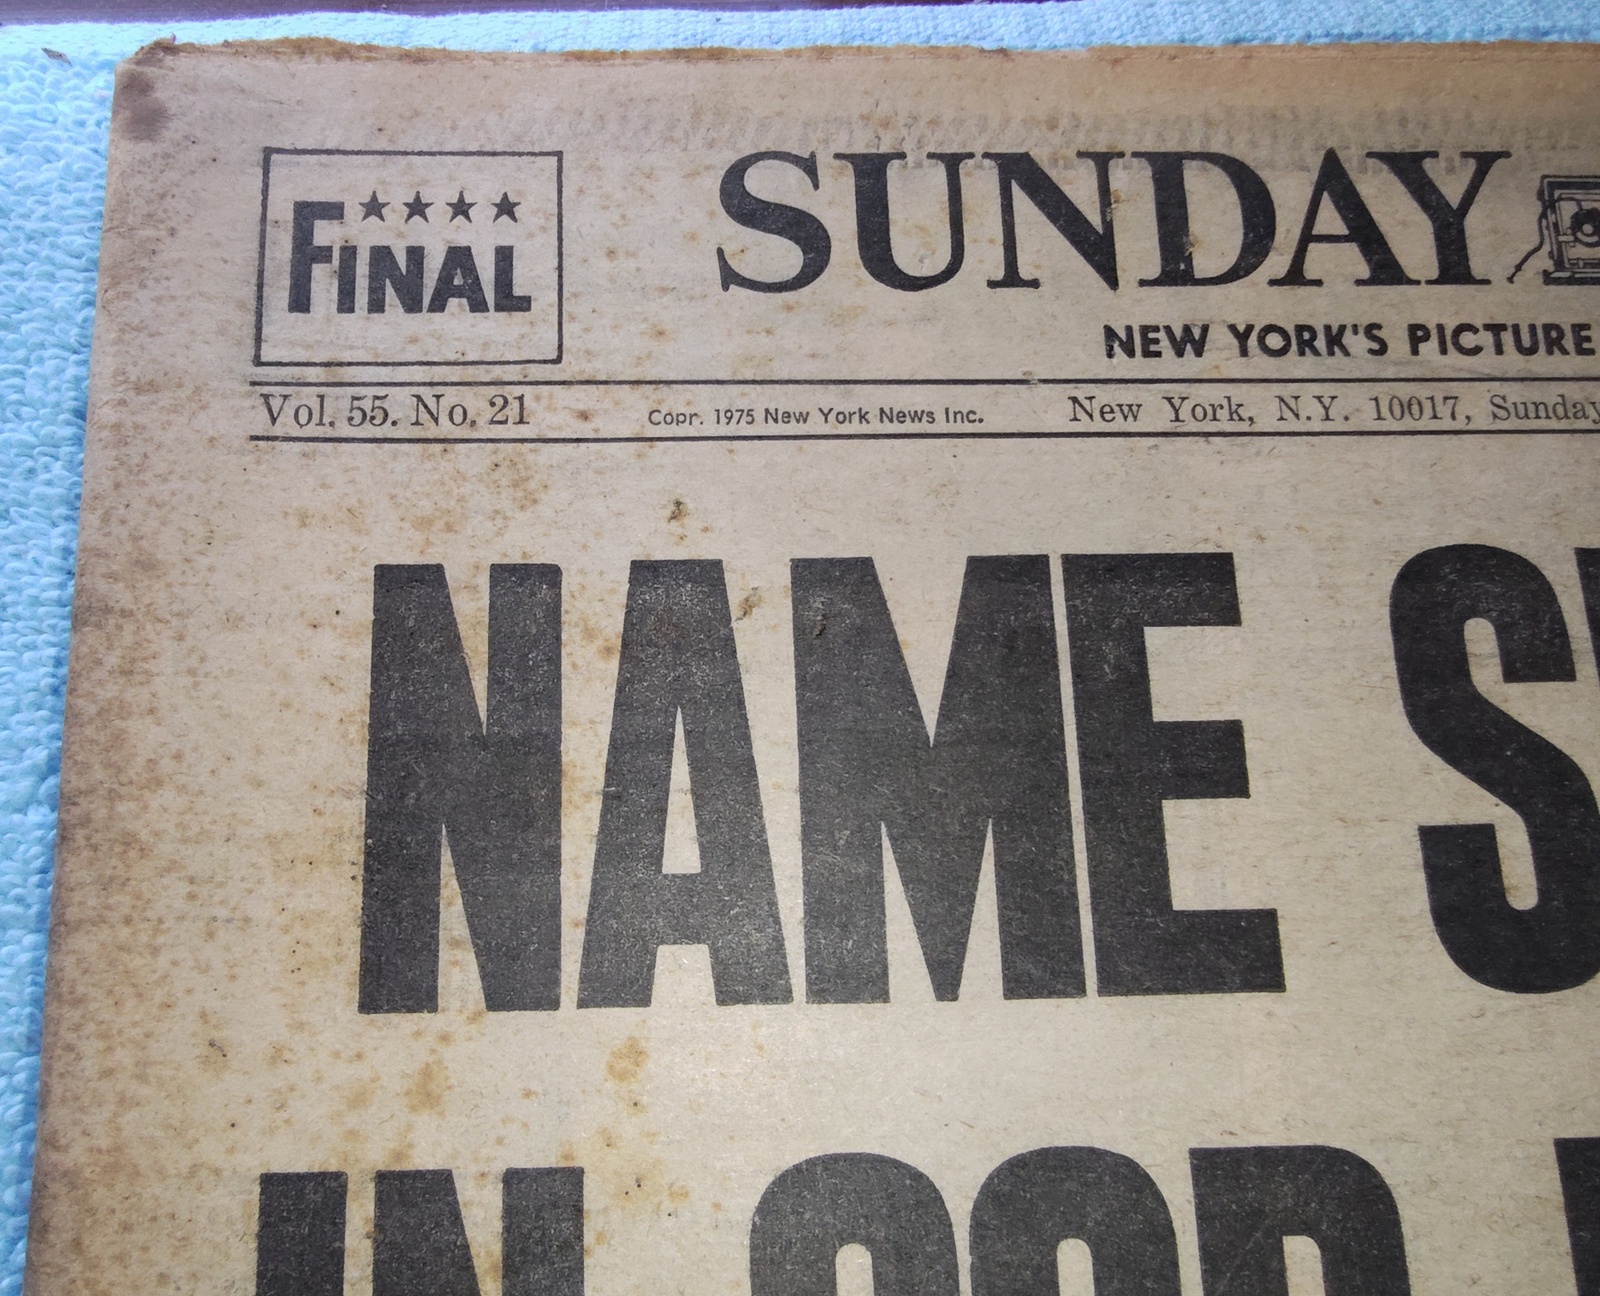 ★★★★
FINAL
SUNDAY
NEW YORK'S PICTURE
Vol. 55. No. 21 Copr. 1975 New York News Inc. New York, N.Y. 10017, Sunday
NAME
IN